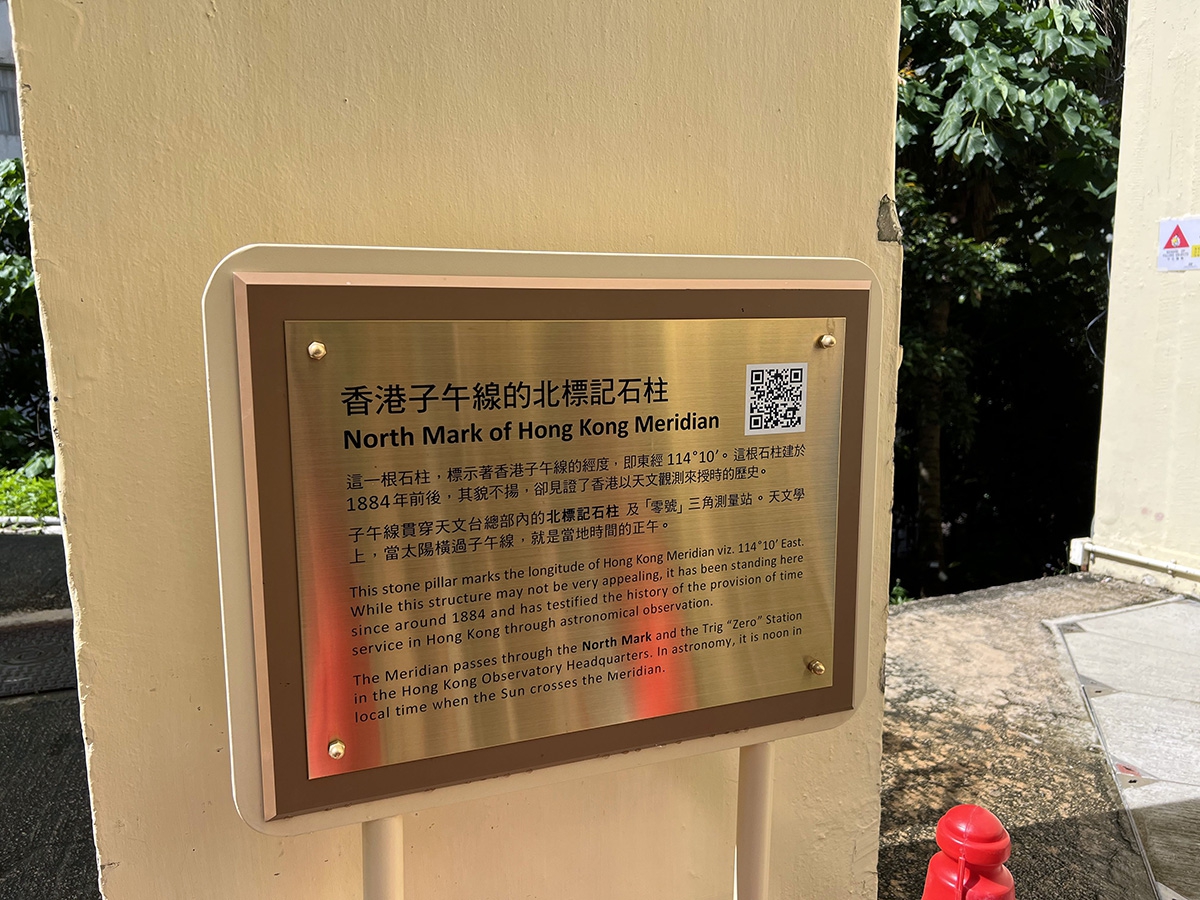 香港子午線的北標記石柱
North Mark of Hong Kong Meridian
這一根石柱，標示著香港子午線的經度，即東經 114°10′。這根石柱建於
1884年前後，其貌不揚，卻見證了香港以天文觀測來授時的歷史。
子午線貫穿天文台總部內的北標記石柱 及「零號」三角測量站。天文學
上，當太陽橫過子午線，就是當地時間的正午。
This stone pillar marks the longitude of Hong Kong Meridian viz. 114°10′ East.
While this structure may not be very appealing, it has been standing here
since around 1884 and has testified the history of the provision of time
service in Hong Kong through astronomical observation.
The Meridian passes through the North Mark and the Trig “Zero” Station
in the Hong Kong Observatory Headquarters. In astronomy, it is noon in
local time when the Sun crosses the Meridian.